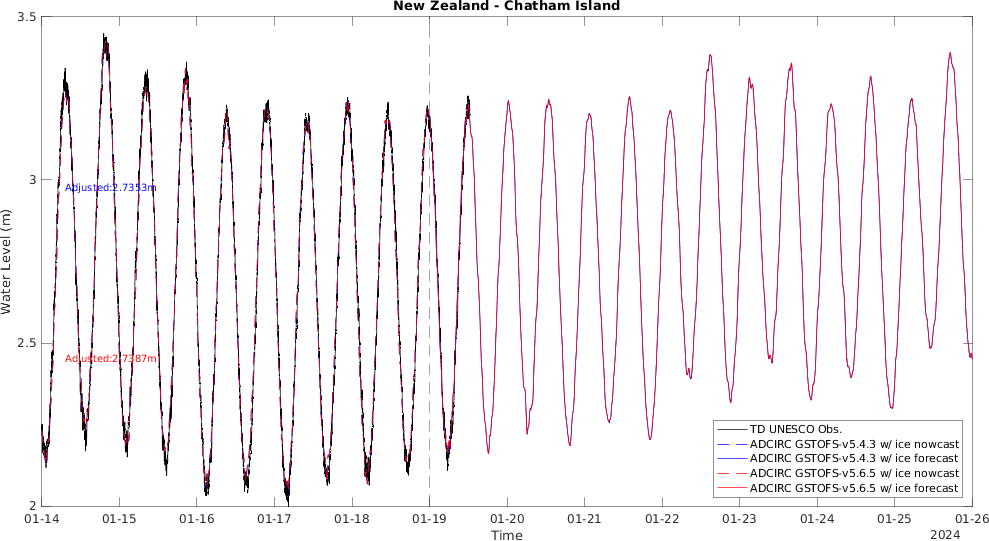 New Zealand - Chatham Island
3.5
3
2.5
2
Water Level (m)
Adjusted:2.7353m
Adjusted:2.7387m
TD UNESCO Obs.
ADCIRC GSTOFS-v5.4.3 w/ ice nowcast
ADCIRC GSTOFS-v5.4.3 w/ ice forecast
ADCIRC GSTOFS-v5.6.5 w/ ice nowcast
ADCIRC GSTOFS-v5.6.5 w/ ice forecast
01-14 01-15 01-16 01-17 01-18 01-19 01-20 01-21 01-22 01-23 01-24 01-25 01-26
Time
2024